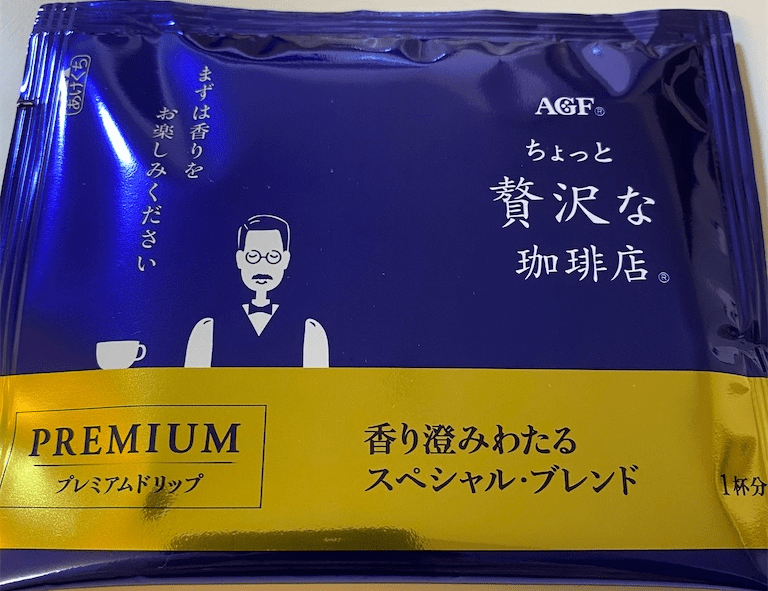 あけくち
まずは香りを
お楽しみください
AGF®
ちょっと
贅沢な
珈琲店®
PREMIUM
プレミアムドリップ
香り澄みわたる
スペシャル・ブレンド
1杯分